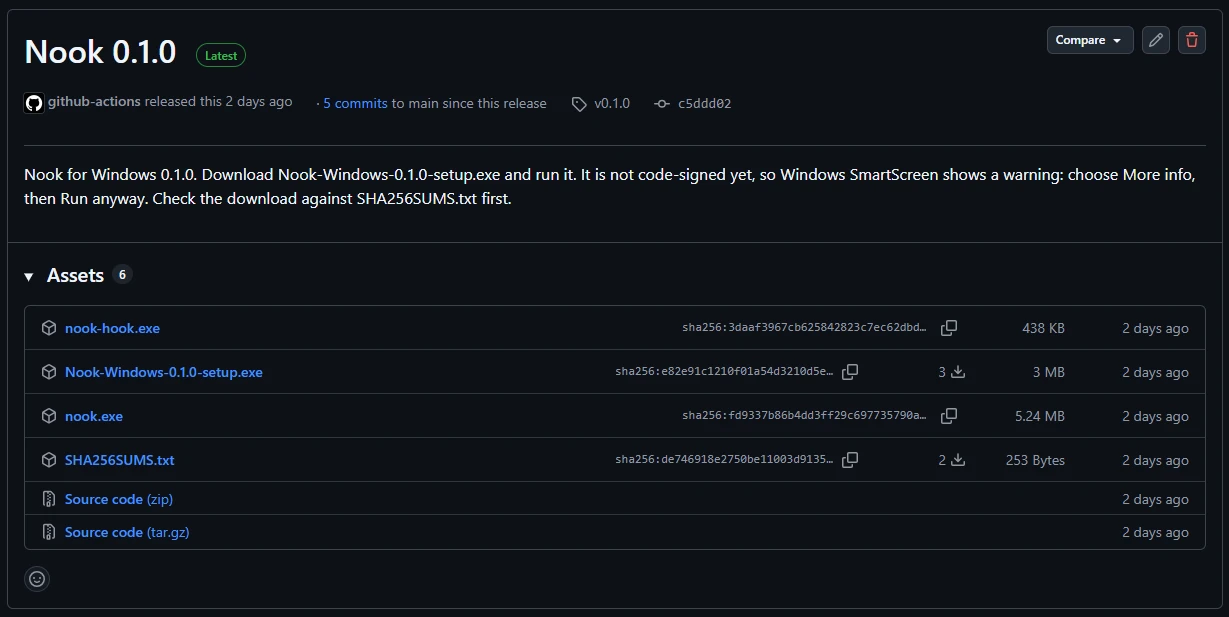 Nook 0.1.0 Latest Compare
github-actions released this 2 days ago · 5 commits to main since this release v0.1.0 c5ddd02
Nook for Windows 0.1.0. Download Nook-Windows-0.1.0-setup.exe and run it. It is not code-signed yet, so Windows SmartScreen shows a warning: choose More info,
then Run anyway. Check the download against SHA256SUMS.txt first.
Assets 6
nook-hook.exe sha256:3daaf3967cb625842823c7ec62dbd… 438 KB 2 days ago
Nook-Windows-0.1.0-setup.exe sha256:e82e91c1210f01a54d3210d5e… 3 3 MB 2 days ago
nook.exe sha256:fd9337b86b4dd3ff29c697735790a… 5.24 MB 2 days ago
SHA256SUMS.txt sha256:de746918e2750be11003d9135… 2 253 Bytes 2 days ago
Source code (zip) 2 days ago
Source code (tar.gz) 2 days ago